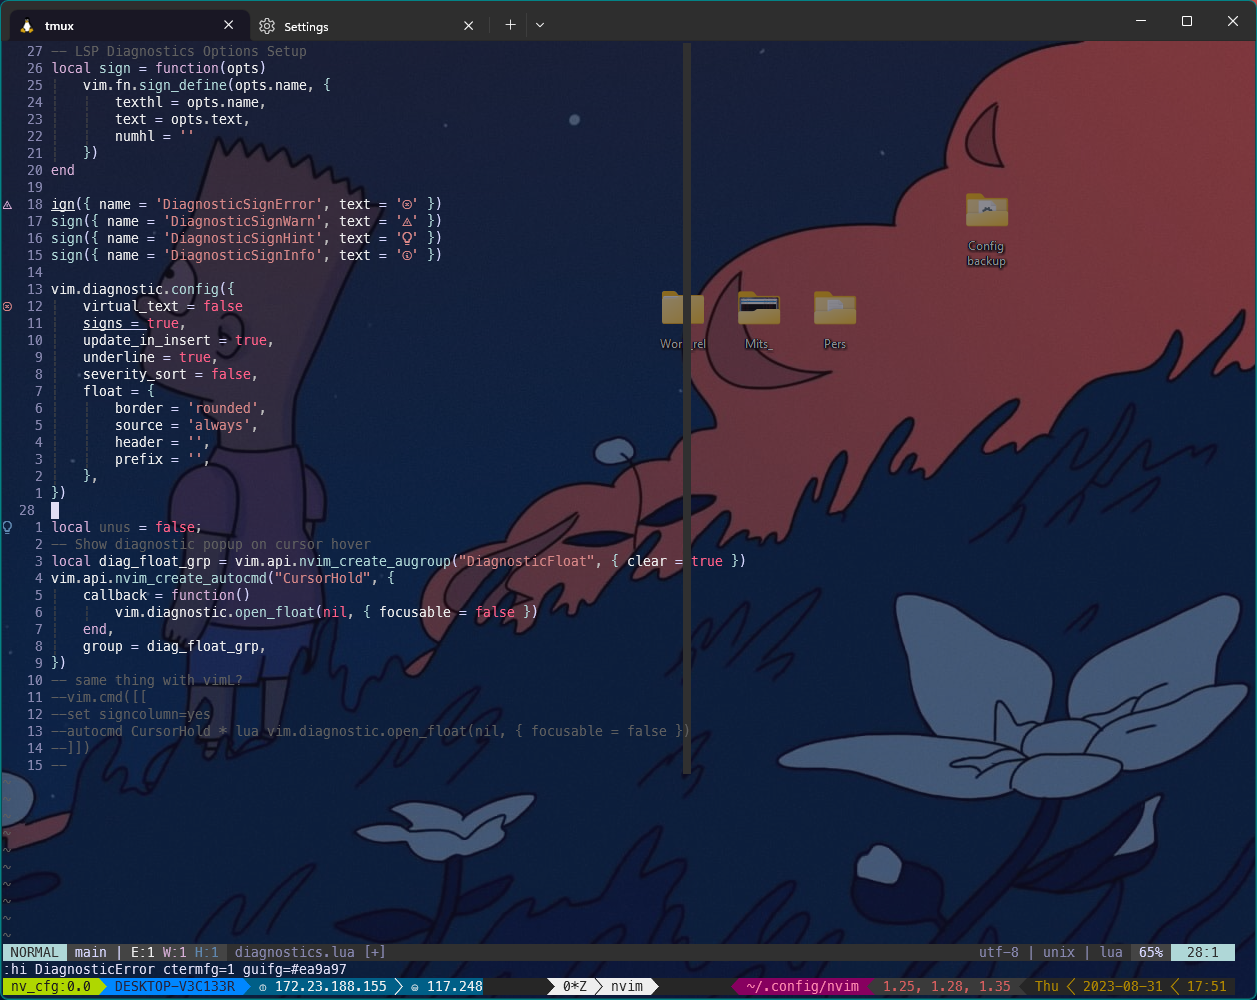 tmux
Settings
27 -- LSP Diagnostics Options Setup
26 local sign = function(opts)
25 vim.fn.sign_define(opts.name, {
24 texthl = opts.name,
23 text = opts.text,
22 numhl = ''
21 })
20 end
19
18 ign({ name = 'DiagnosticSignError', text = '' })
17 sign({ name = 'DiagnosticSignWarn', text = '' })
16 sign({ name = 'DiagnosticSignHint', text = '' })
15 sign({ name = 'DiagnosticSignInfo', text = '' })
14
13 vim.diagnostic.config({
12 virtual_text = false
11 signs = true,
10 update_in_insert = true,
9 underline = true,
8 severity_sort = false,
7 float = {
6 border = 'rounded',
5 source = 'always',
4 header = '',
3 prefix = '',
2 },
1 })
28
1 local unus = false;
2 -- Show diagnostic popup on cursor hover
3 local diag_float_grp = vim.api.nvim_create_augroup("DiagnosticFloat", { clear = true })
4 vim.api.nvim_create_autocmd("CursorHold", {
5 callback = function()
6 vim.diagnostic.open_float(nil, { focusable = false })
7 end,
8 group = diag_float_grp,
9 })
10 -- same thing with vimL?
11 --vim.cmd([[
12 --set signcolumn=yes
13 --autocmd CursorHold * lua vim.diagnostic.open_float(nil, { focusable = false })
14 --]])
15 --
Config
backup
Mits_
Pers
NORMAL main | E:1 W:1 H:1 diagnostics.lua [+] utf-8 | unix | lua 65% 28:1
:hi DiagnosticError ctermfg=1 guifg=#ea9a97
nv_cfg:0.0 DESKTOP-V3C133R 172.23.188.155 117.248 0*Z nvim ~/.config/nvim 1.25, 1.28, 1.35 Thu 2023-08-31 17:51